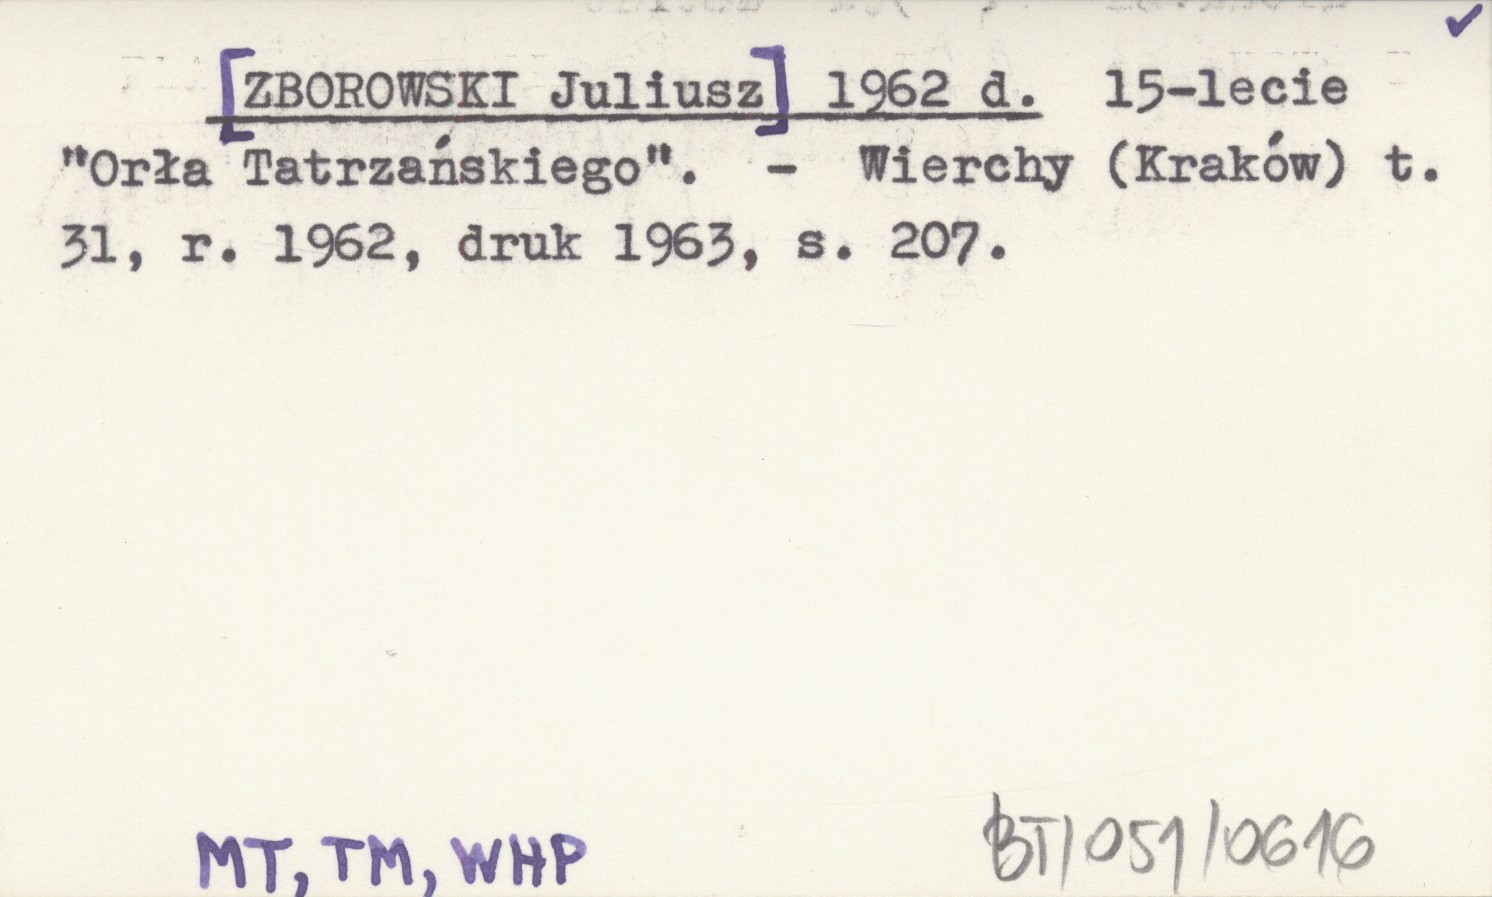 [ZBOROWSKI Juliusz] 1962 d. 15-lecie
"Orła Tatrzańskiego". - Wierchy (Kraków) t.
31, r. 1962, druk 1963, s. 207.
MT, TM, WHP
BT/051/0616